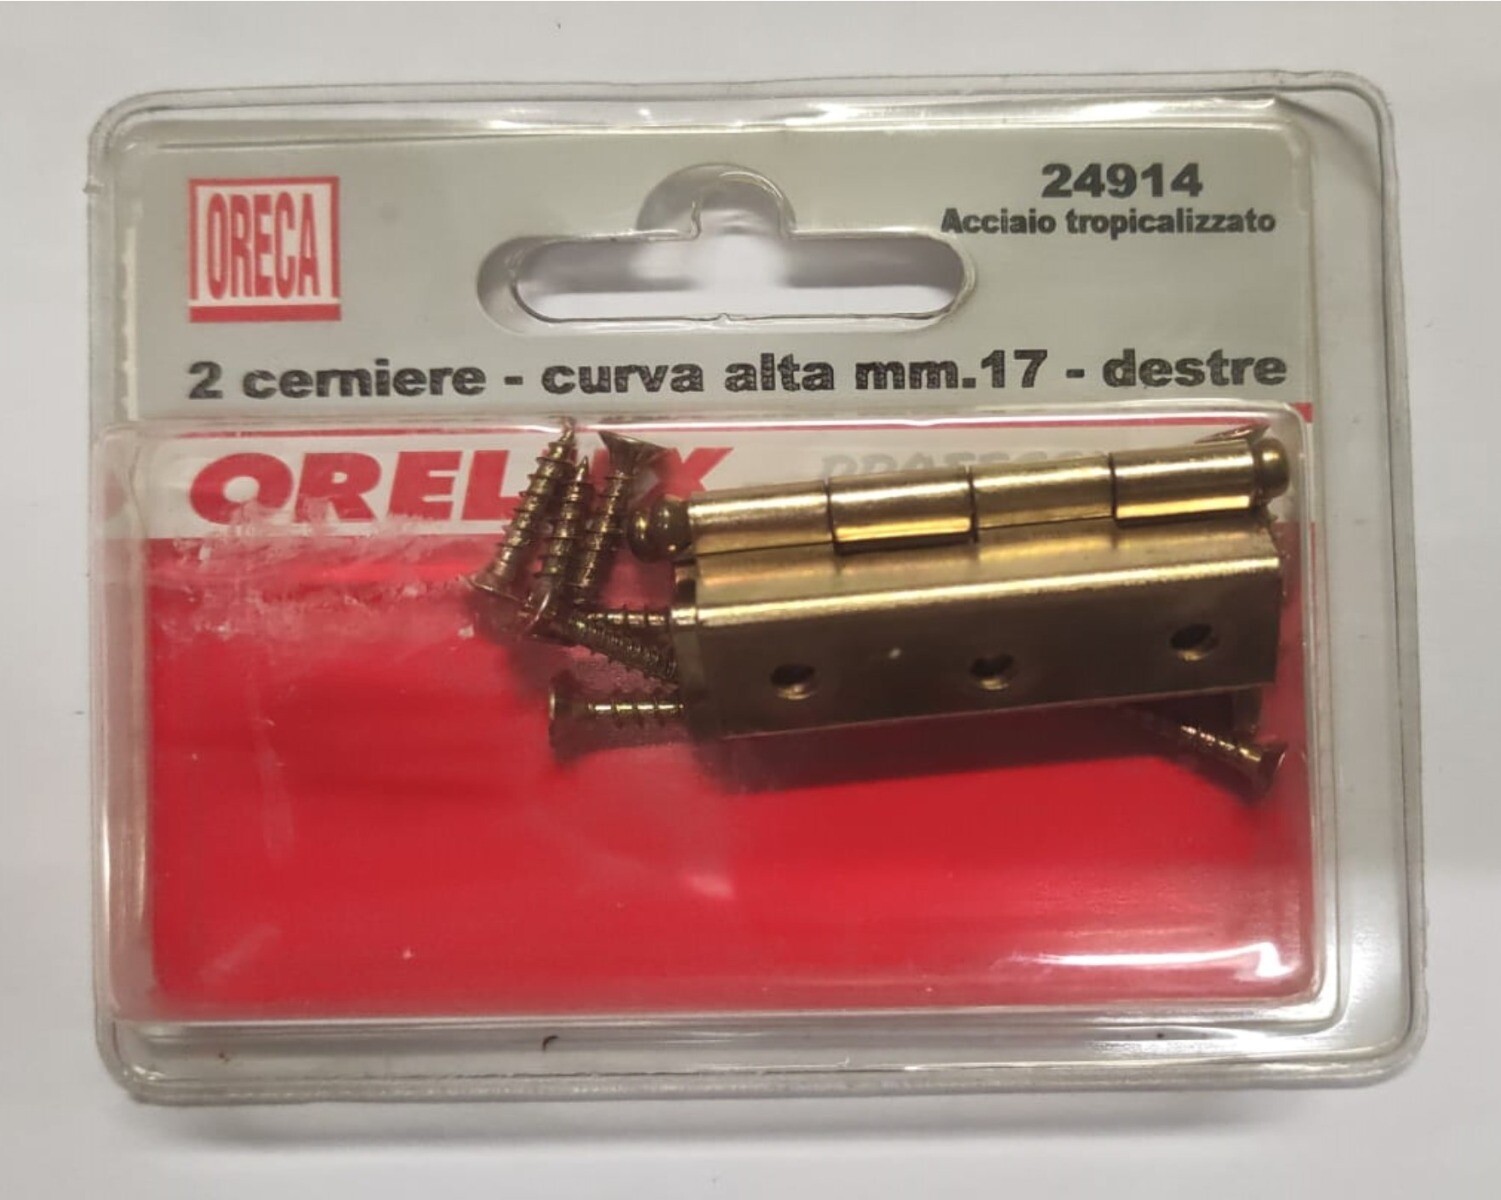 ORECA
24914
Acciaio tropicalizzato
2 cerniere - curva alta mm.17 - destre